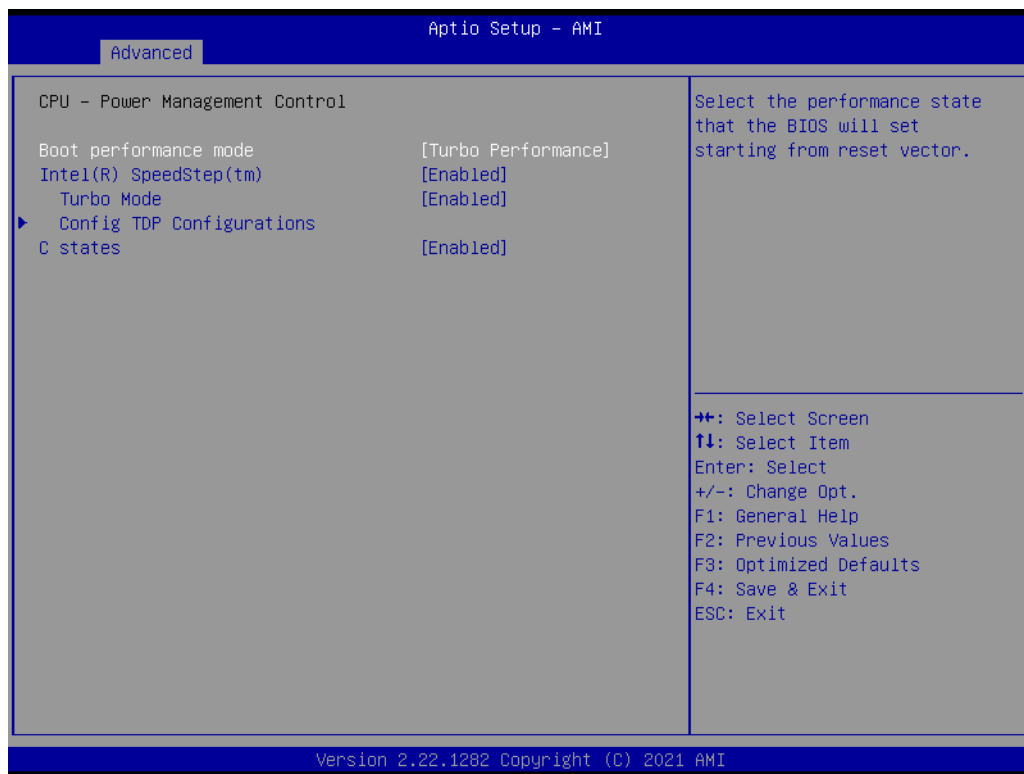 Aptio Setup – AMI
Advanced
CPU – Power Management Control
Boot performance mode [Turbo Performance]
Intel(R) SpeedStep(tm) [Enabled]
Turbo Mode [Enabled]
Config TDP Configurations
C states [Enabled]
Select the performance state
that the BIOS will set
starting from reset vector.
→←: Select Screen
↑↓: Select Item
Enter: Select
+/-: Change Opt.
F1: General Help
F2: Previous Values
F3: Optimized Defaults
F4: Save & Exit
ESC: Exit
Version 2.22.1282 Copyright (C) 2021 AMI